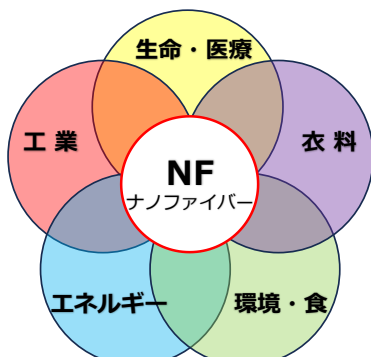 生命・医療
工業
衣料
NF
ナノファイバー
エネルギー
環境・食